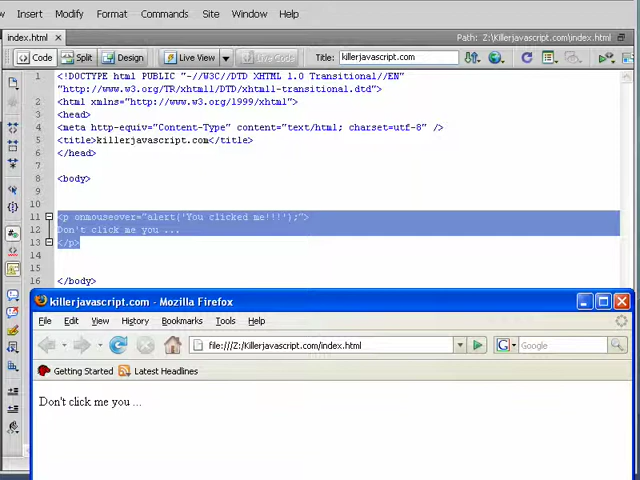 Insert Modify Format Commands Site Window Help
index.html × Path: Z:\Killerjavascript.com\index.html
Code Split Design Live View Live Code Title: killerjavascript.com
1 <!DOCTYPE html PUBLIC "-//W3C//DTD XHTML 1.0 Transitional//EN"
"http://www.w3.org/TR/xhtml1/DTD/xhtml1-transitional.dtd">
2 <html xmlns="http://www.w3.org/1999/xhtml">
3 <head>
4 <meta http-equiv="Content-Type" content="text/html; charset=utf-8" />
5 <title>killerjavascript.com</title>
6 </head>
7
8 <body>
9
10
11 <p onmouseover="alert('You clicked me!!!');">
12 Don't click me you ...
13 </p>
14
15
16 </body>
killerjavascript.com - Mozilla Firefox
File Edit View History Bookmarks Tools Help
file:///Z:/Killerjavascript.com/index.html G Google
Getting Started Latest Headlines
Don't click me you ...